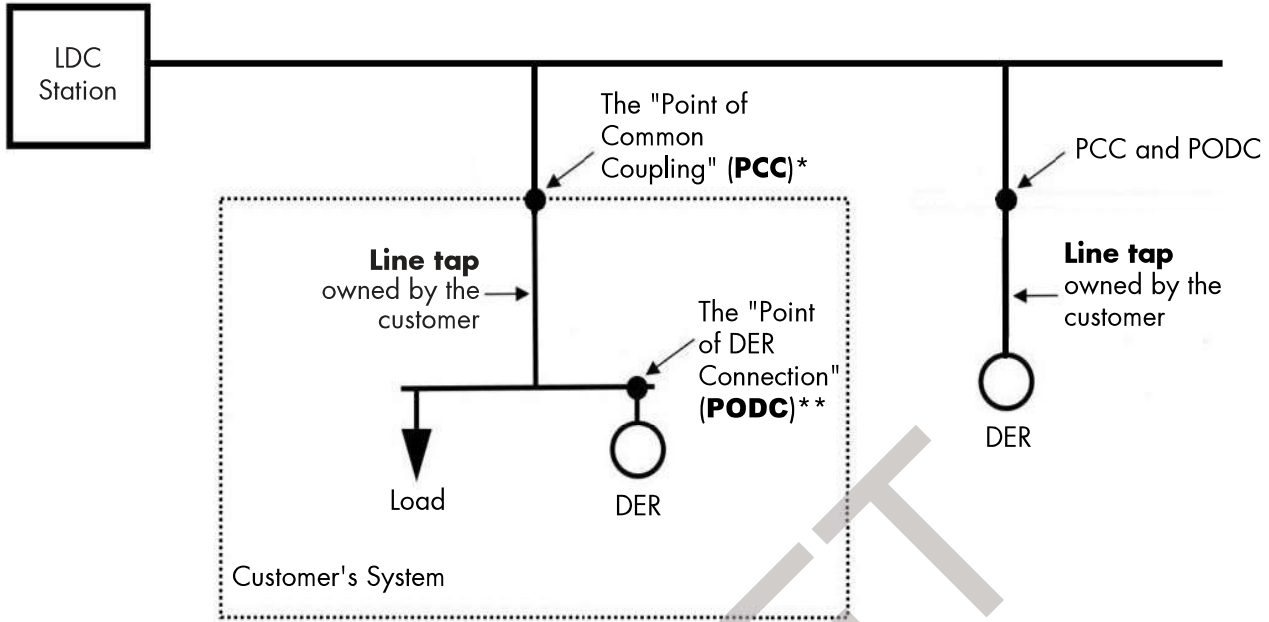 LDC
Station
The "Point of
Common
Coupling" (PCC)*
PCC and PODC
Line tap
owned by the
customer
The "Point
of DER
Connection"
(PODC)**
Line tap
owned by the
customer
Load
DER
DER
Customer's System